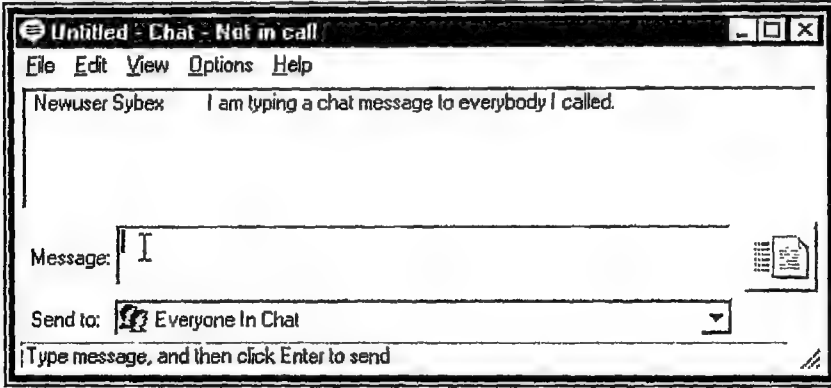 Untitled - Chat - Not in call
File Edit View Options Help
Newuser Sybex I am typing a chat message to everybody I called.
Message:
Send to: Everyone In Chat
Type message, and then click Enter to send